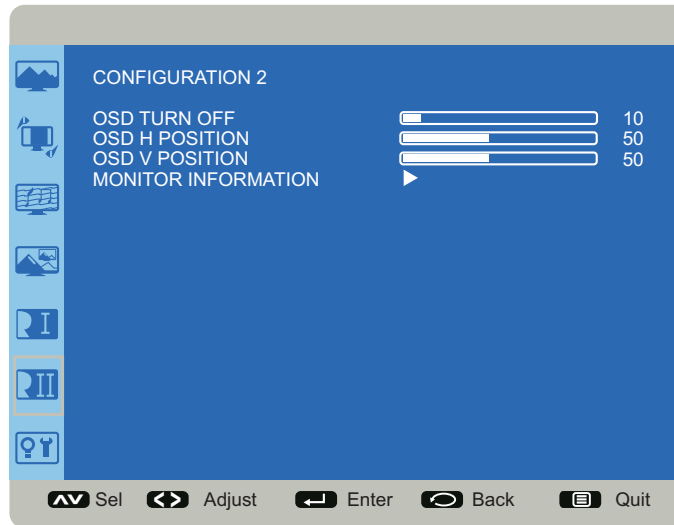 CONFIGURATION 2
OSD TURN OFF 10
OSD H POSITION 50
OSD V POSITION 50
MONITOR INFORMATION
I
II
Sel Adjust Enter Back Quit